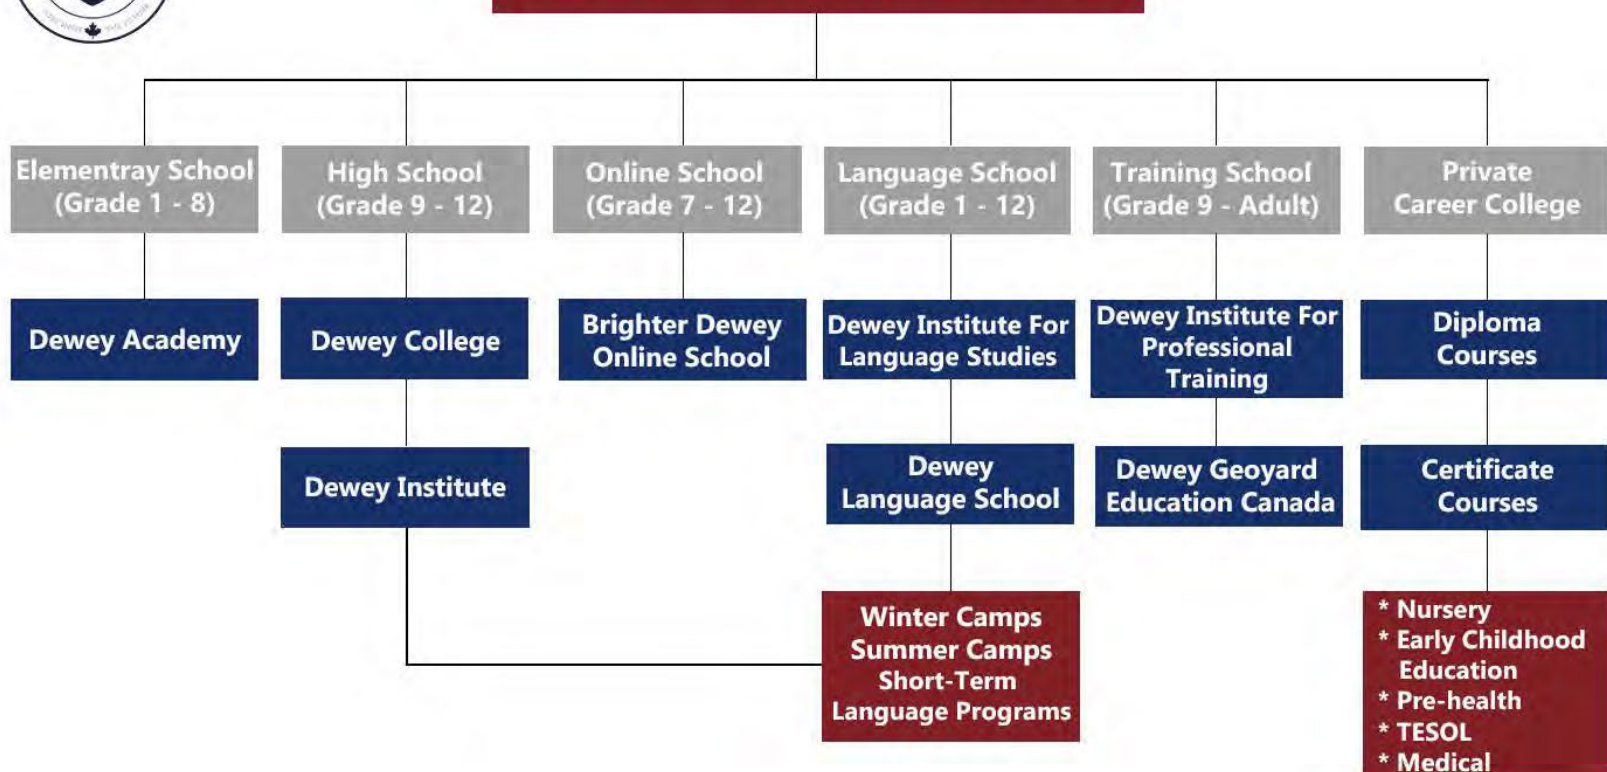 Elementray School
(Grade 1 - 8)
High School
(Grade 9 - 12)
Online School
(Grade 7 - 12)
Language School
(Grade 1 - 12)
Training School
(Grade 9 - Adult)
Private
Career College
Dewey Academy
Dewey College
Brighter Dewey
Online School
Dewey Institute For
Language Studies
Dewey Institute For
Professional
Training
Diploma
Courses
Dewey Institute
Dewey
Language School
Dewey Geoyard
Education Canada
Certificate
Courses
Winter Camps
Summer Camps
Short-Term
Language Programs
* Nursery
* Early Childhood
Education
* Pre-health
* TESOL
* Medical